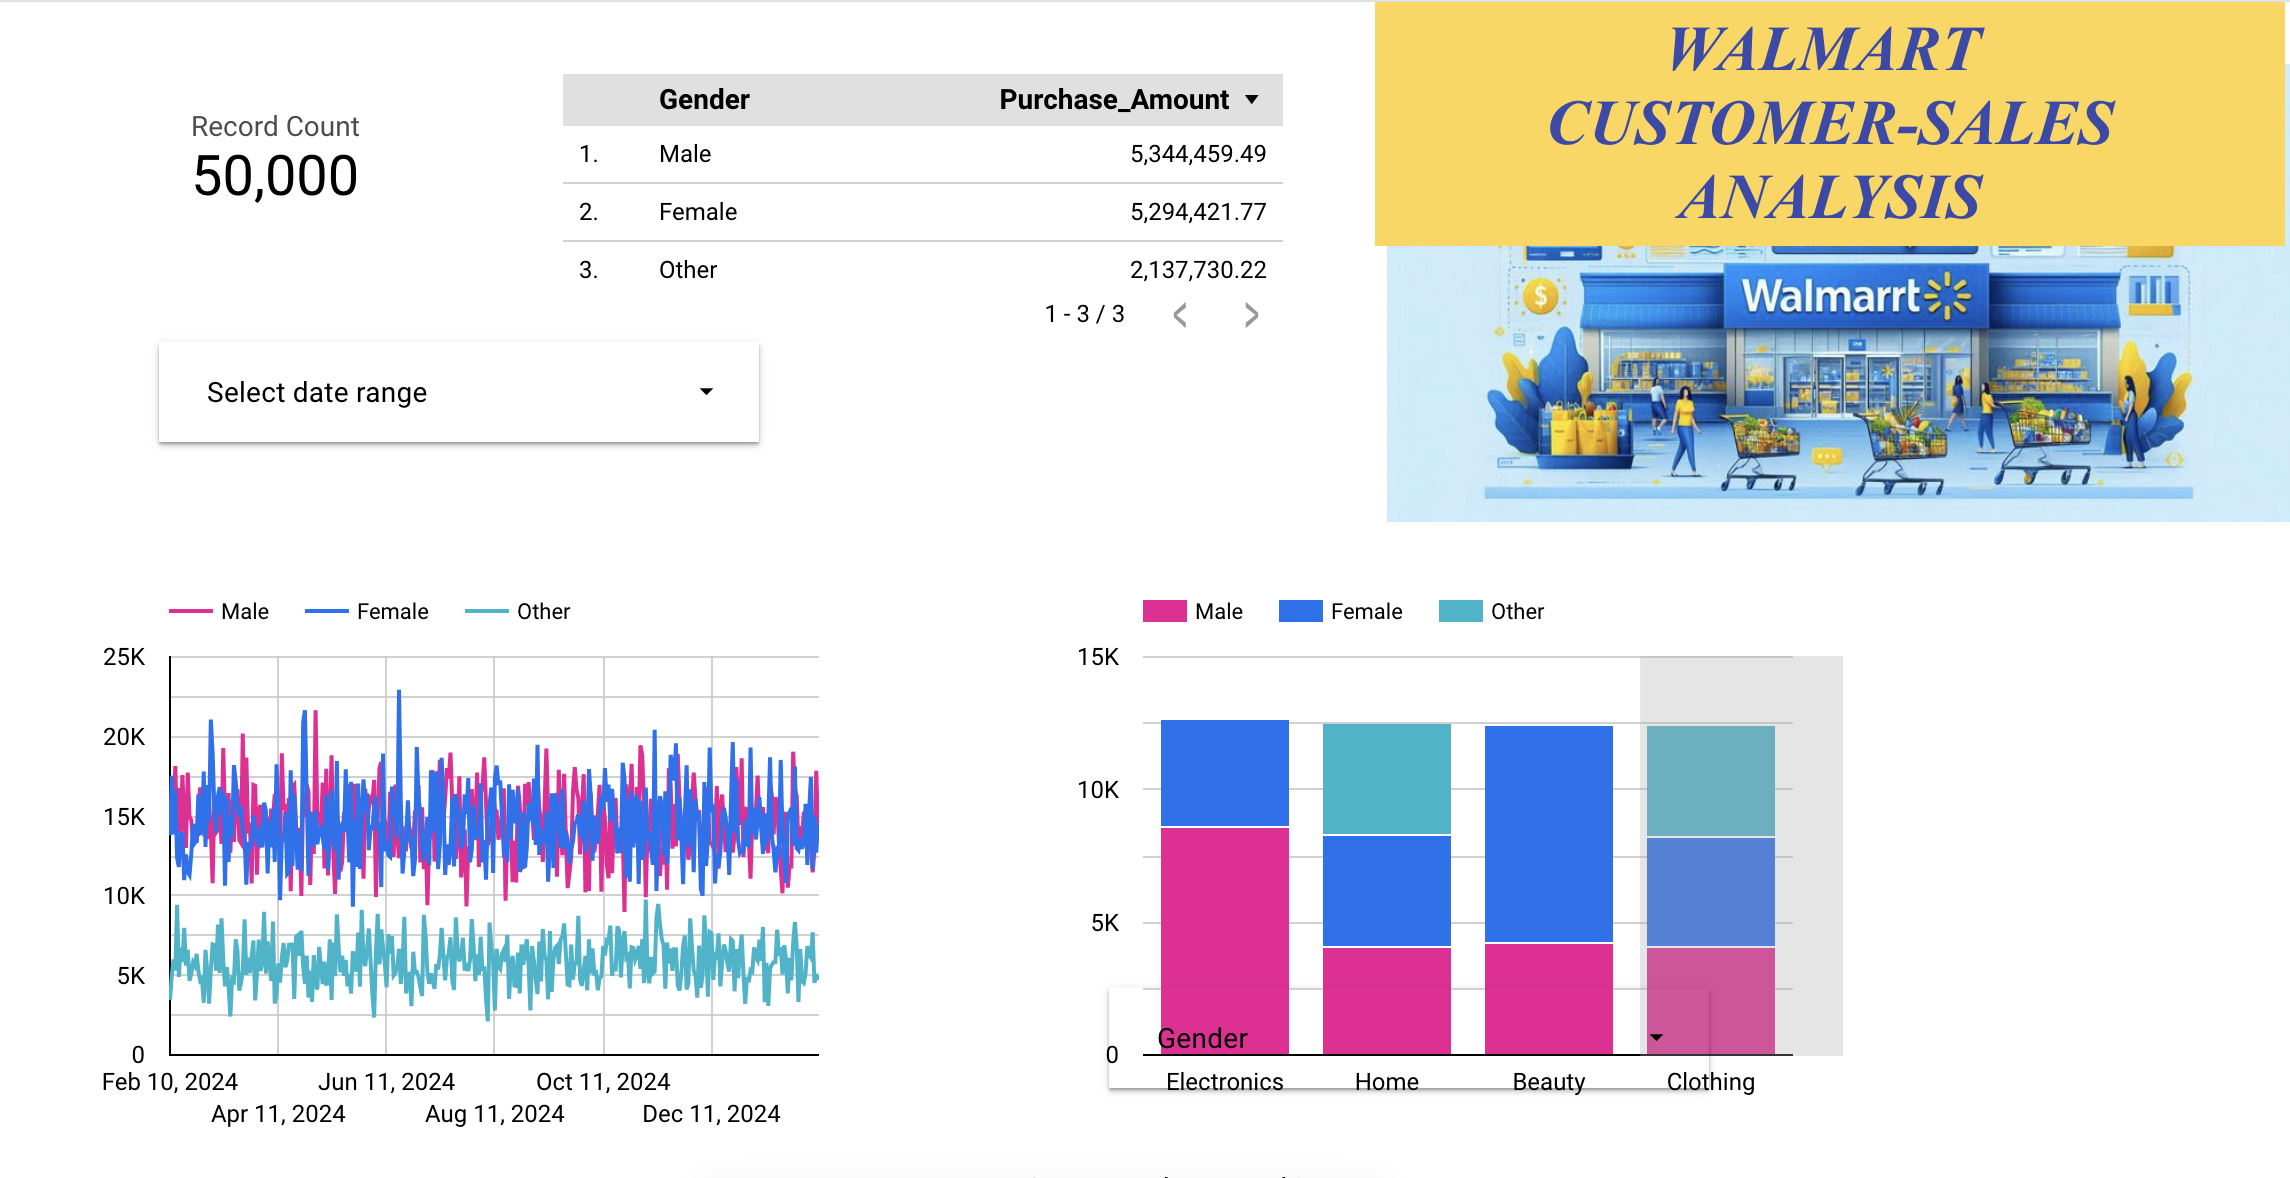 WALMART
CUSTOMER-SALES
ANALYSIS
Record Count
50,000
Gender Purchase_Amount
1. Male 5,344,459.49
2. Female 5,294,421.77
3. Other 2,137,730.22
1 - 3 / 3
Select date range
Walmarrt
Male Female Other
25K
20K
15K
10K
5K
0
Feb 10, 2024 Jun 11, 2024 Oct 11, 2024
Apr 11, 2024 Aug 11, 2024 Dec 11, 2024
Male Female Other
15K
10K
5K
0
Gender
Electronics Home Beauty Clothing